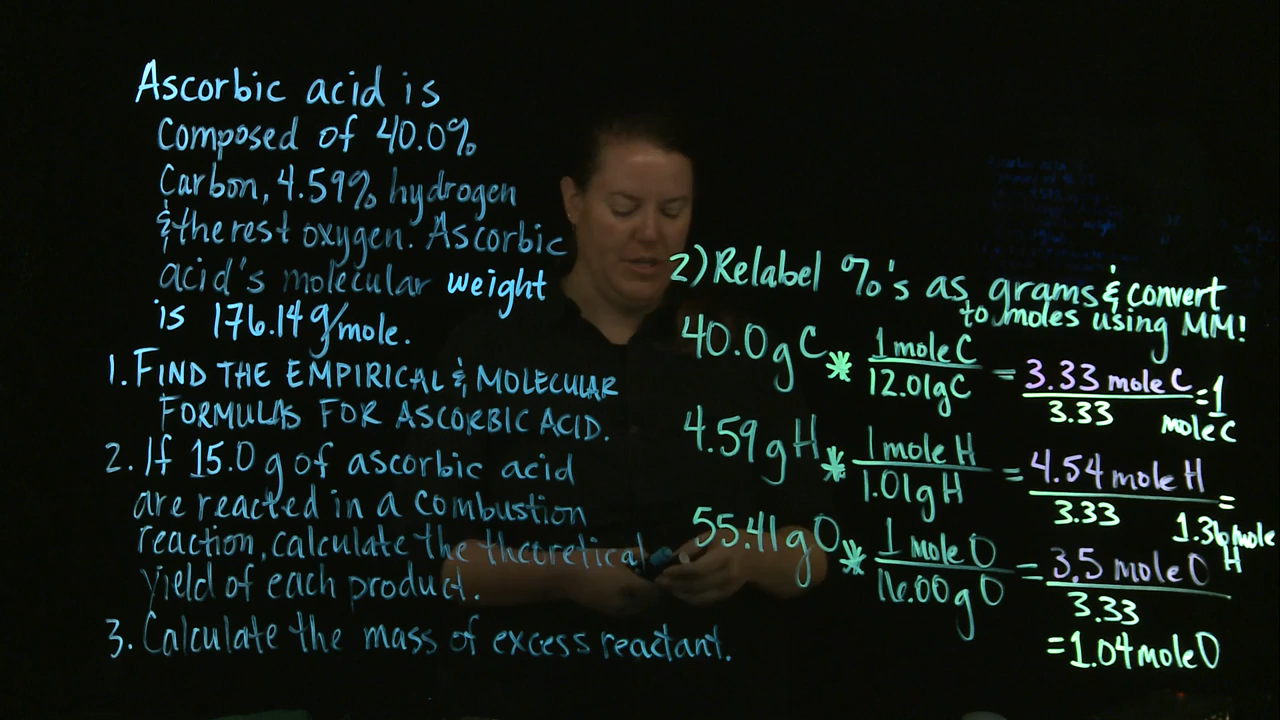 Ascorbic acid is
Composed of 40.0%
Carbon, 4.59% hydrogen
& the rest oxygen. Ascorbic
acid's molecular weight
is 176.14 g/mole.
1. FIND THE EMPIRICAL & MOLECULAR
FORMULAS FOR ASCORBIC ACID.
2. If 15.0 g of ascorbic acid
are reacted in a combustion
reaction, calculate the theoretical
yield of each product.
3. Calculate the mass of excess reactant.
2) Relabel %'s as grams & convert
to moles using MM!
40.0 g C * 1 mole C / 12.01 g C = 3.33 mole C / 3.33 = 1 mole C
4.59 g H * 1 mole H / 1.01 g H = 4.54 mole H / 3.33 = 1.36 mole H
55.41 g O * 1 mole O / 16.00 g O = 3.5 mole O / 3.33
= 1.04 mole O